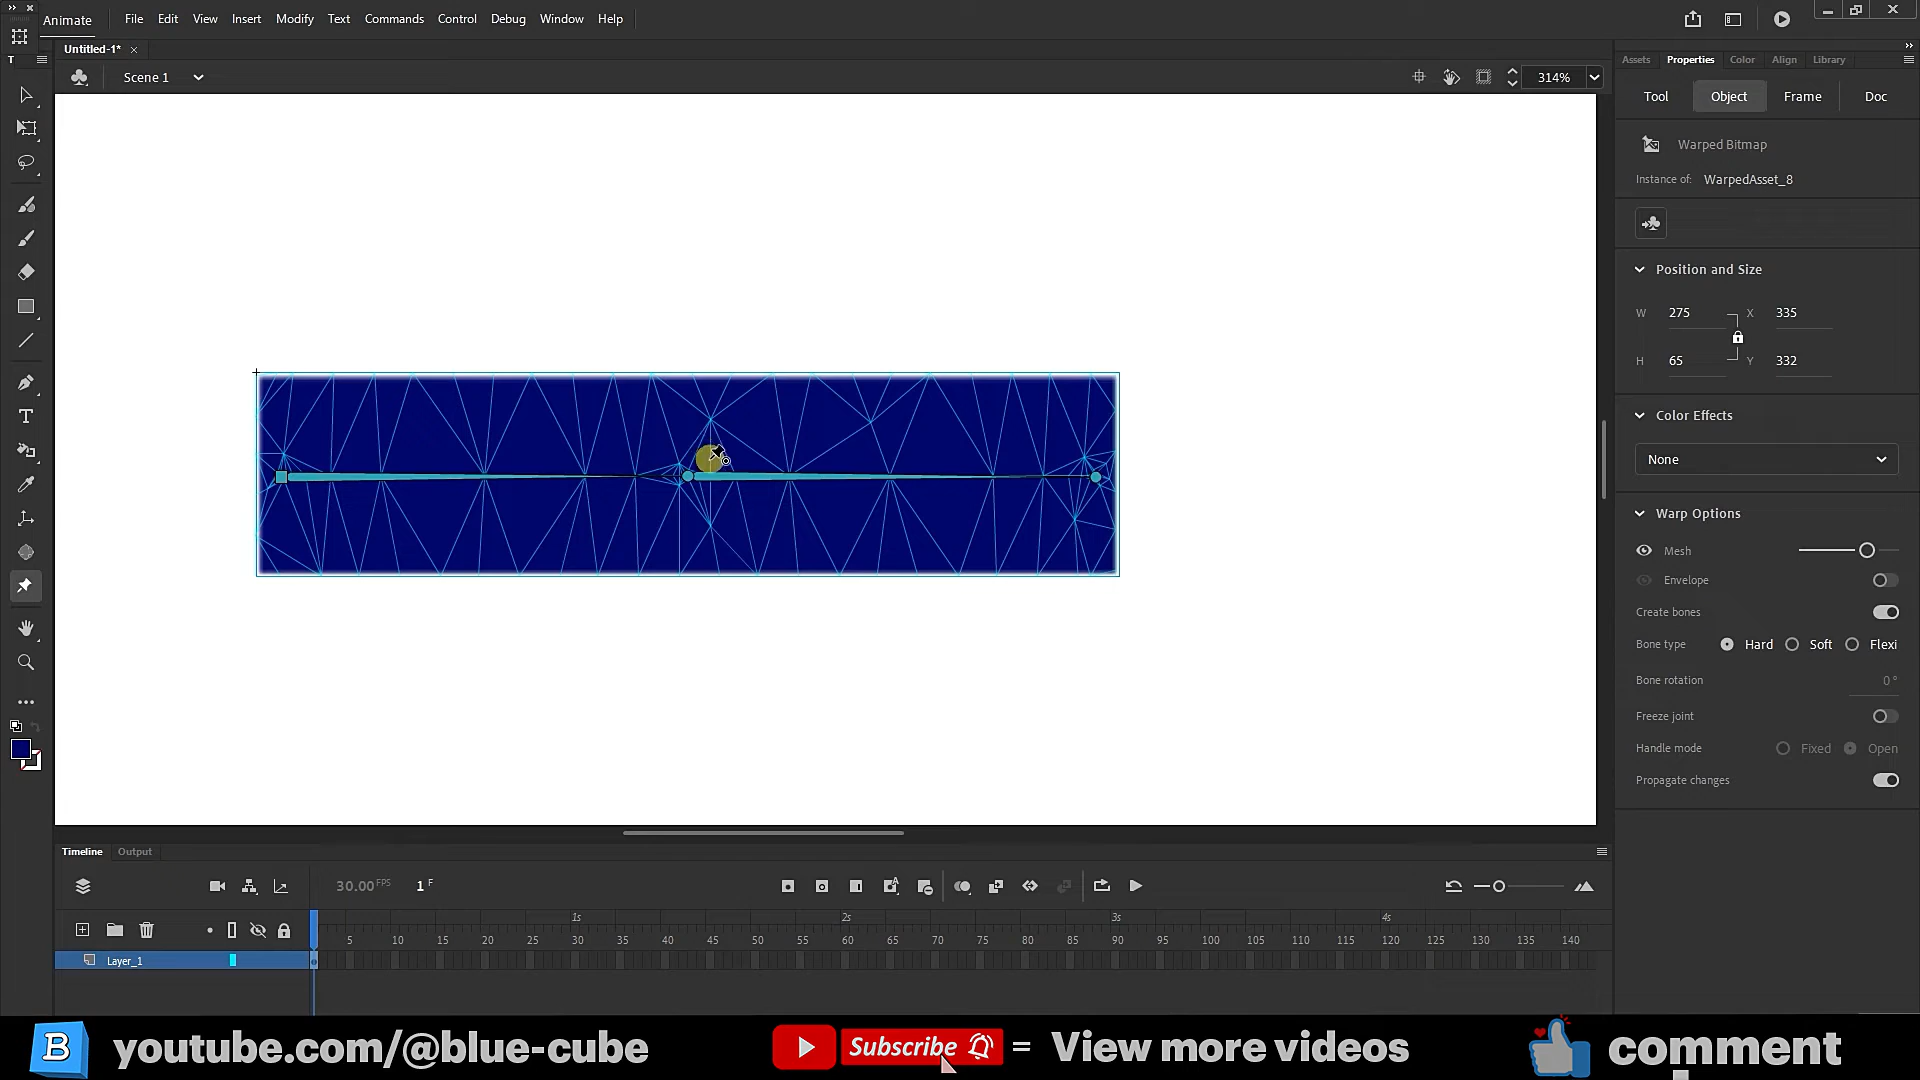 Animate File Edit View Insert Modify Text Commands Control Debug Window Help
Untitled-1*
Scene 1 314%
T
T
Assets Properties Color Align Library
Tool Object Frame Doc
Warped Bitmap
Instance of: WarpedAsset_8
Position and Size
W 275 X 335
H 65 Y 332
Color Effects
None
Warp Options
Mesh
Envelope
Create bones
Bone type Hard Soft Flexi
Bone rotation 0°
Freeze joint
Handle mode Fixed Open
Propagate changes
Timeline Output
30.00 FPS 1 F
1s 2s 3s 4s
5 10 15 20 25 30 35 40 45 50 55 60 65 70 75 80 85 90 95 100 105 110 115 120 125 130 135 140
Layer_1
B youtube.com/@blue-cube Subscribe = View more videos comment